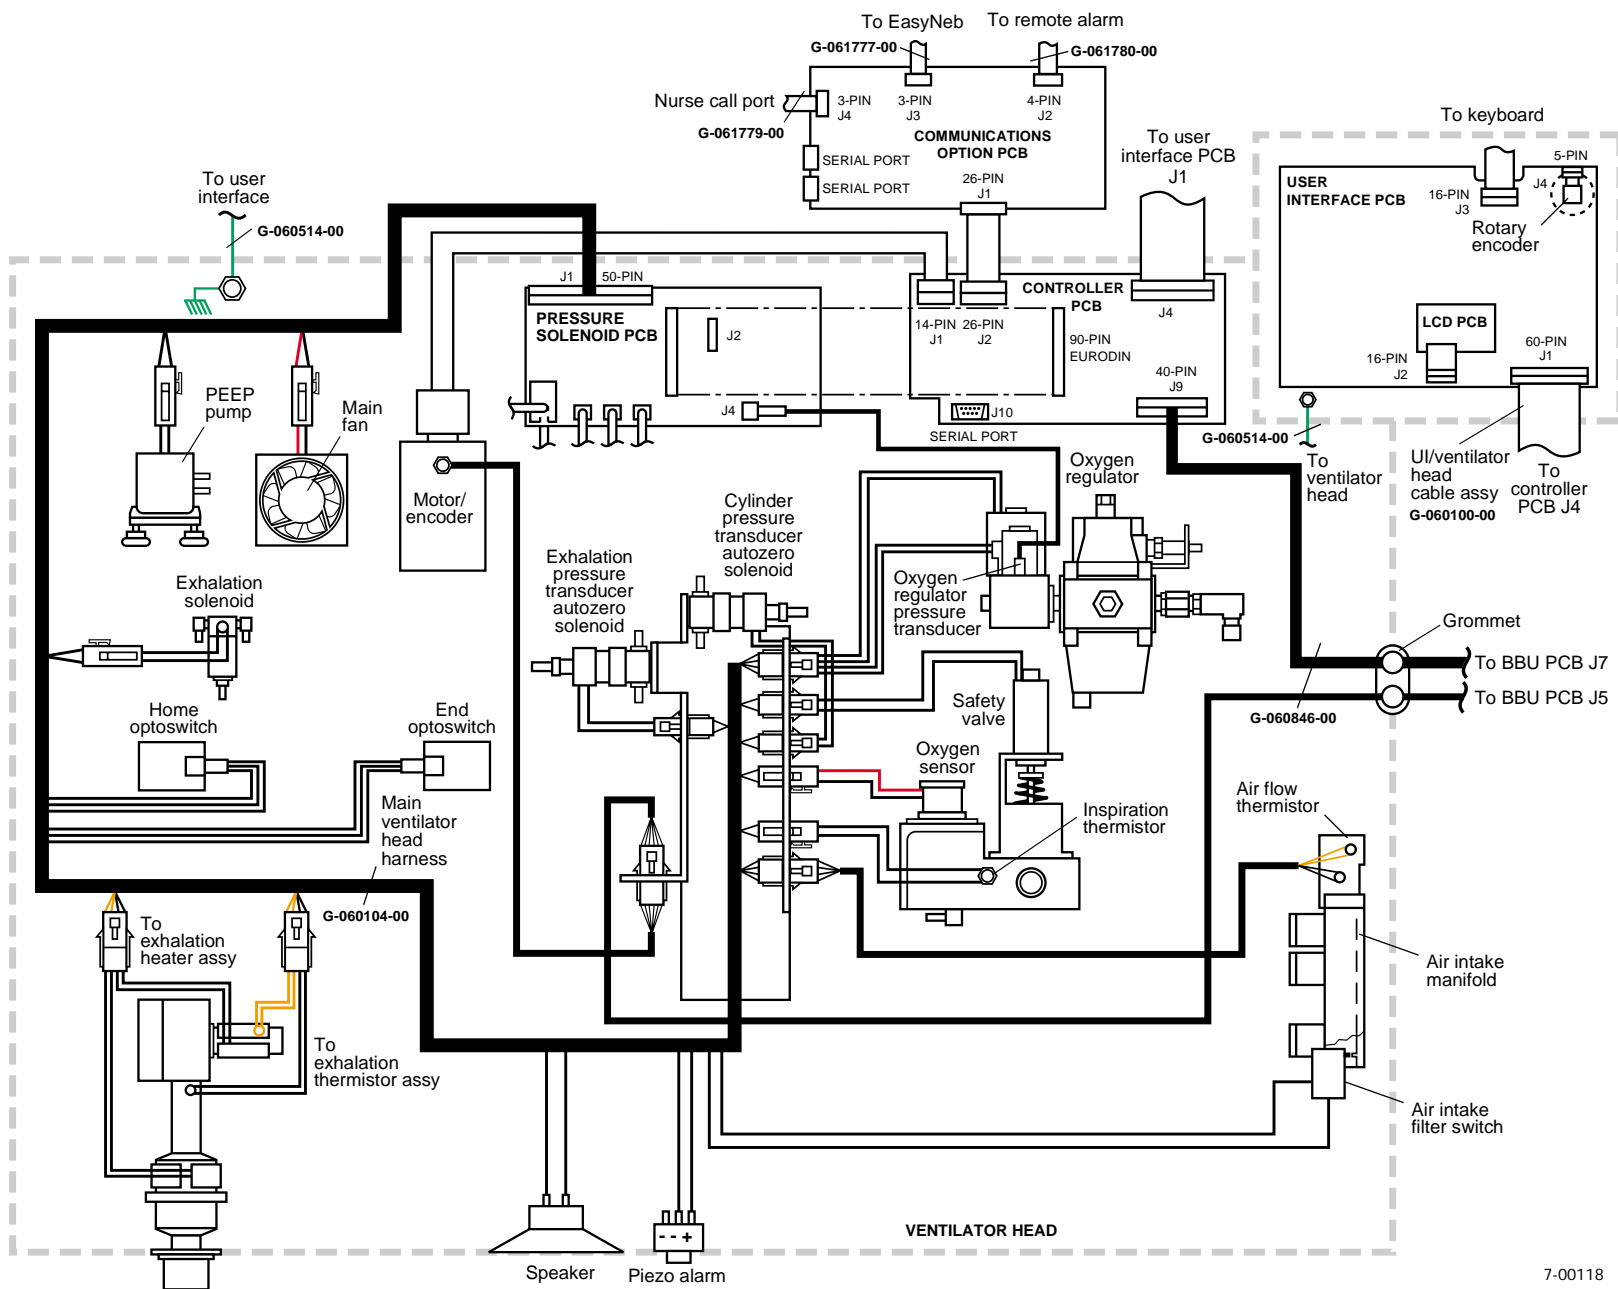 To EasyNeb
To remote alarm
G-061777-00
G-061780-00
Nurse call port
G-061779-00
3-PIN
J4
3-PIN
J3
4-PIN
J2
COMMUNICATIONS
OPTION PCB
SERIAL PORT
SERIAL PORT
26-PIN
J1
To user
interface PCB
J1
To keyboard
USER
INTERFACE PCB
16-PIN
J3
5-PIN
J4
Rotary
encoder
LCD PCB
16-PIN
J2
60-PIN
J1
To user
interface
G-060514-00
J1
50-PIN
PRESSURE
SOLENOID PCB
J2
J4
CONTROLLER
PCB
14-PIN
J1
26-PIN
J2
90-PIN
EURODIN
J4
40-PIN
J9
J10
SERIAL PORT
G-060514-00
To
ventilator
head
UI/ventilator
head
cable assy
G-060100-00
To
controller
PCB J4
PEEP
pump
Main
fan
Motor/
encoder
Cylinder
pressure
transducer
autozero
solenoid
Oxygen
regulator
Exhalation
pressure
transducer
autozero
solenoid
Oxygen
regulator
pressure
transducer
Exhalation
solenoid
Grommet
To BBU PCB J7
To BBU PCB J5
G-060846-00
Safety
valve
Home
optoswitch
End
optoswitch
Oxygen
sensor
Main
ventilator
head
harness
G-060104-00
Inspiration
thermistor
Air flow
thermistor
To
exhalation
heater assy
Air intake
manifold
To
exhalation
thermistor assy
Air intake
filter switch
- - +
VENTILATOR HEAD
Speaker
Piezo alarm
7-00118